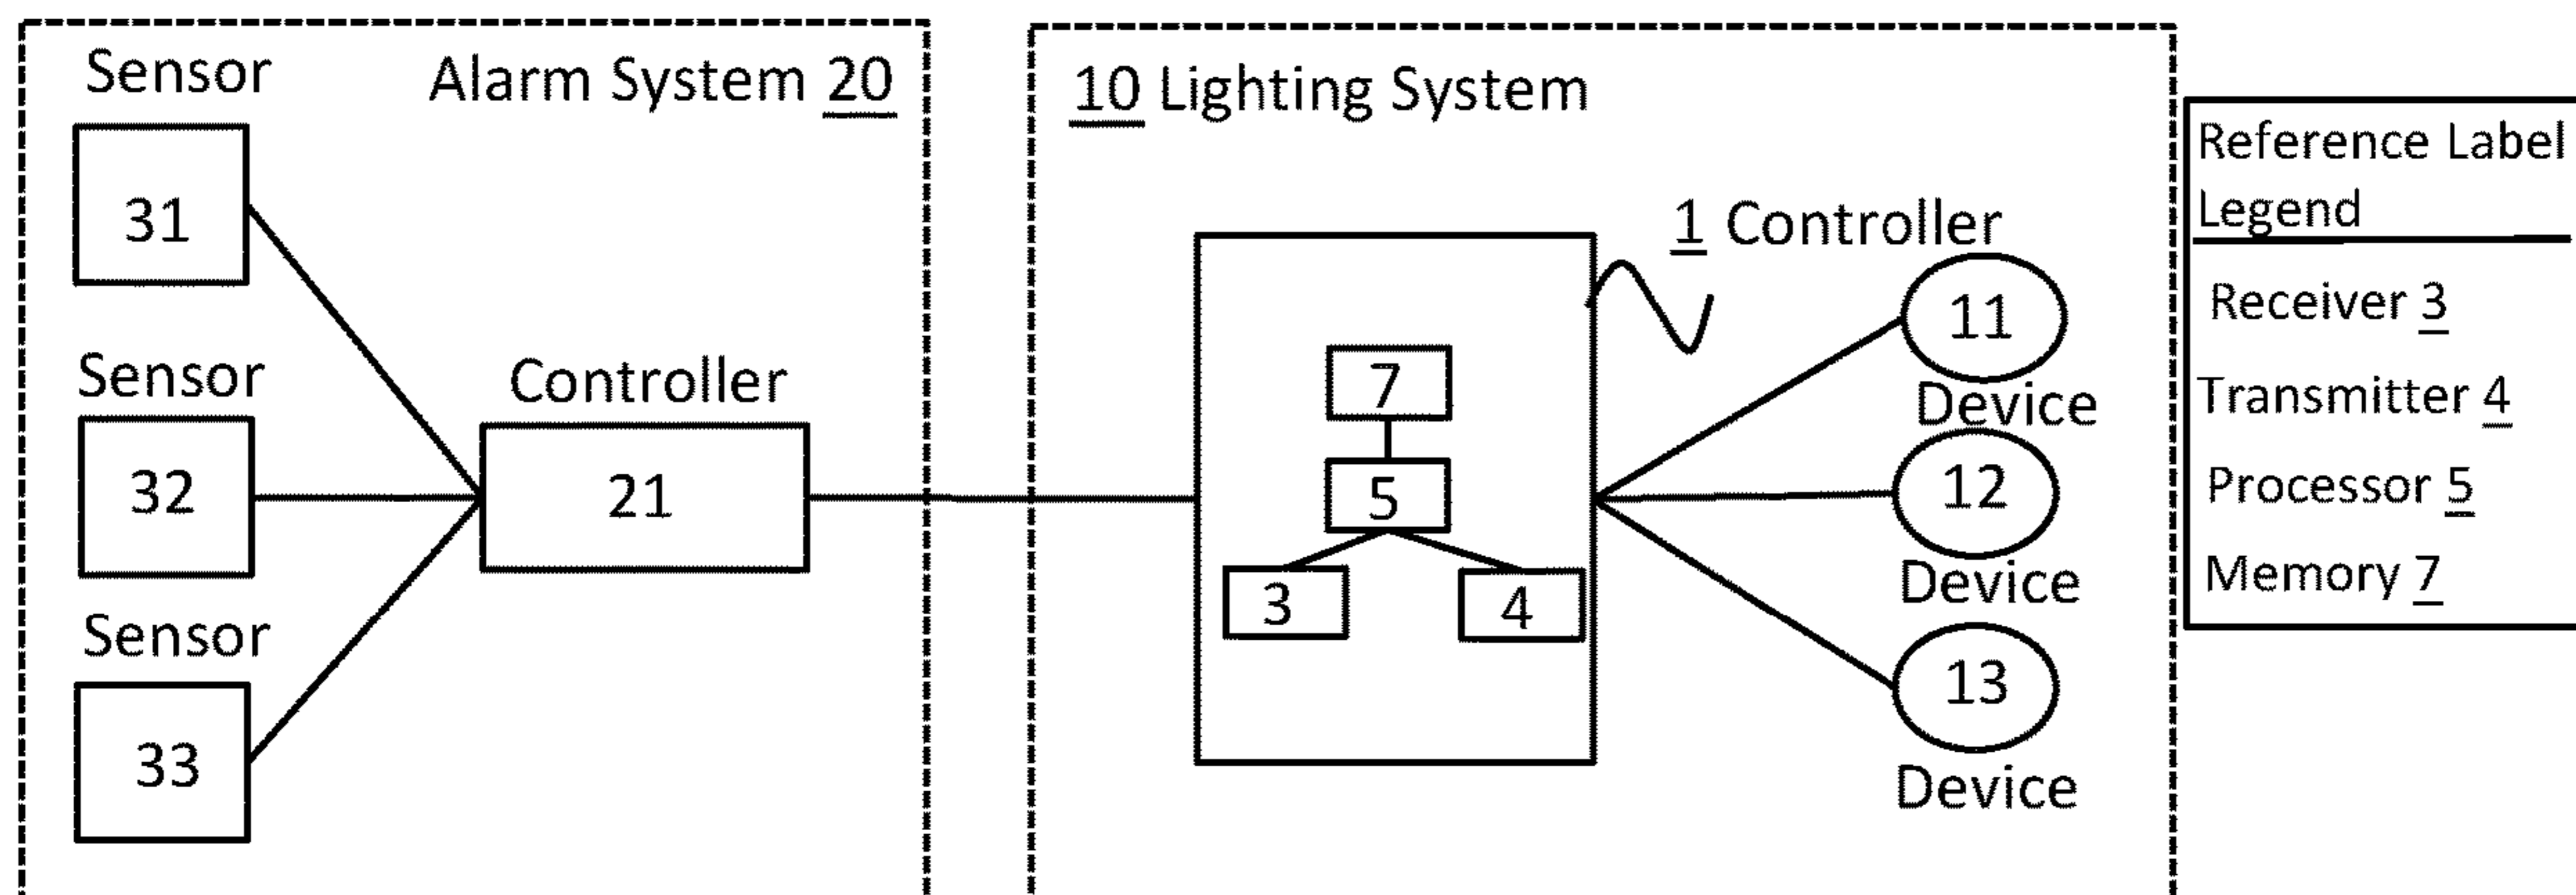 Sensor
Alarm System 20
31
Sensor
32
Controller
21
Sensor
33
10 Lighting System
1 Controller
7
5
3
4
11
Device
12
Device
13
Device
Reference Label
Legend
Receiver 3
Transmitter 4
Processor 5
Memory 7